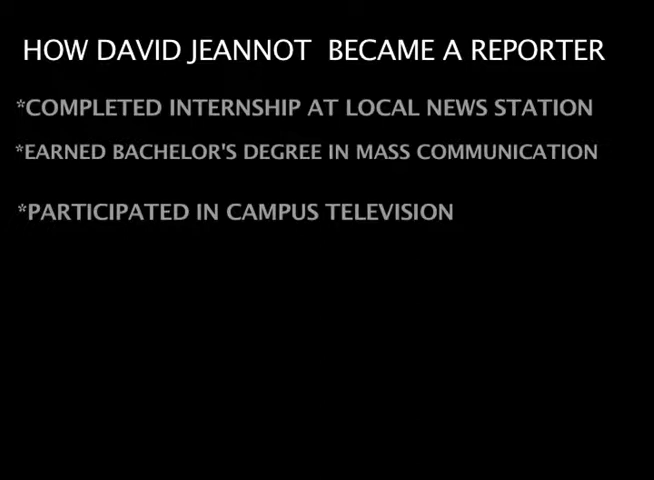 HOW DAVID JEANNOT BECAME A REPORTER
*COMPLETED INTERNSHIP AT LOCAL NEWS STATION
*EARNED BACHELOR'S DEGREE IN MASS COMMUNICATION
*PARTICIPATED IN CAMPUS TELEVISION